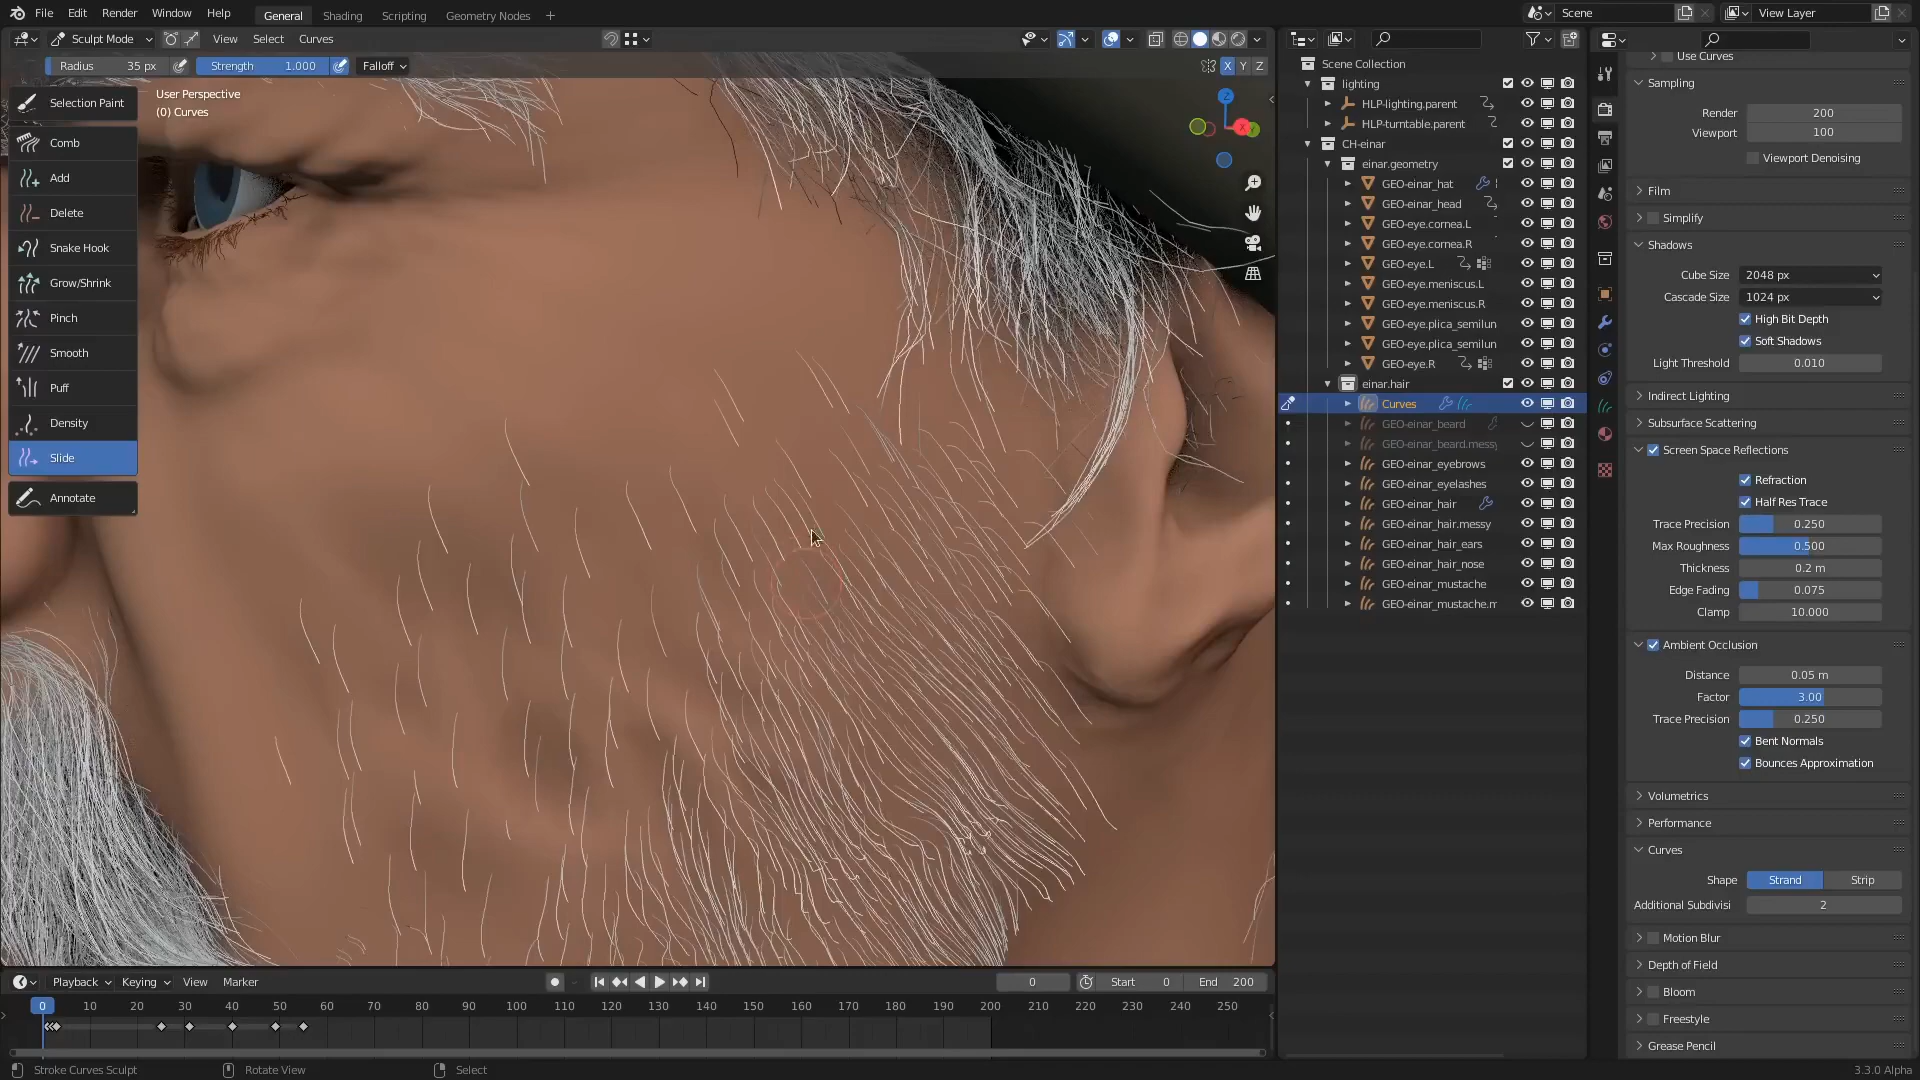 File Edit Render Window Help General Shading Scripting Geometry Nodes + Scene View Layer
Sculpt Mode View Select Curves
Radius 35 px Strength 1.000 Falloff X Y Z
User Perspective
(0) Curves
Selection Paint
Comb
Add
Delete
Snake Hook
Grow/Shrink
Pinch
Smooth
Puff
Density
Slide
Annotate
Z
X
Y
Scene Collection
lighting
HLP-lighting.parent
HLP-turntable.parent
CH-einar
einar.geometry
GEO-einar_hat
GEO-einar_head
GEO-eye.cornea.L
GEO-eye.cornea.R
GEO-eye.L
GEO-eye.meniscus.L
GEO-eye.meniscus.R
GEO-eye.plica_semilun
GEO-eye.plica_semilun
GEO-eye.R
einar.hair
Curves
GEO-einar_beard
GEO-einar_beard.messy
GEO-einar_eyebrows
GEO-einar_eyelashes
GEO-einar_hair
GEO-einar_hair.messy
GEO-einar_hair_ears
GEO-einar_hair_nose
GEO-einar_mustache
GEO-einar_mustache.m
Use Curves
Sampling
Render 200
Viewport 100
Viewport Denoising
Film
Simplify
Shadows
Cube Size 2048 px
Cascade Size 1024 px
High Bit Depth
Soft Shadows
Light Threshold 0.010
Indirect Lighting
Subsurface Scattering
Screen Space Reflections
Refraction
Half Res Trace
Trace Precision 0.250
Max Roughness 0.500
Thickness 0.2 m
Edge Fading 0.075
Clamp 10.000
Ambient Occlusion
Distance 0.05 m
Factor 3.00
Trace Precision 0.250
Bent Normals
Bounces Approximation
Volumetrics
Performance
Curves
Shape Strand Strip
Additional Subdivisi 2
Motion Blur
Depth of Field
Bloom
Freestyle
Grease Pencil
Playback Keying View Marker 0 Start 0 End 200
0 10 20 30 40 50 60 70 80 90 100 110 120 130 140 150 160 170 180 190 200 210 220 230 240 250
Stroke Curves Sculpt Rotate View Select 3.3.0 Alpha